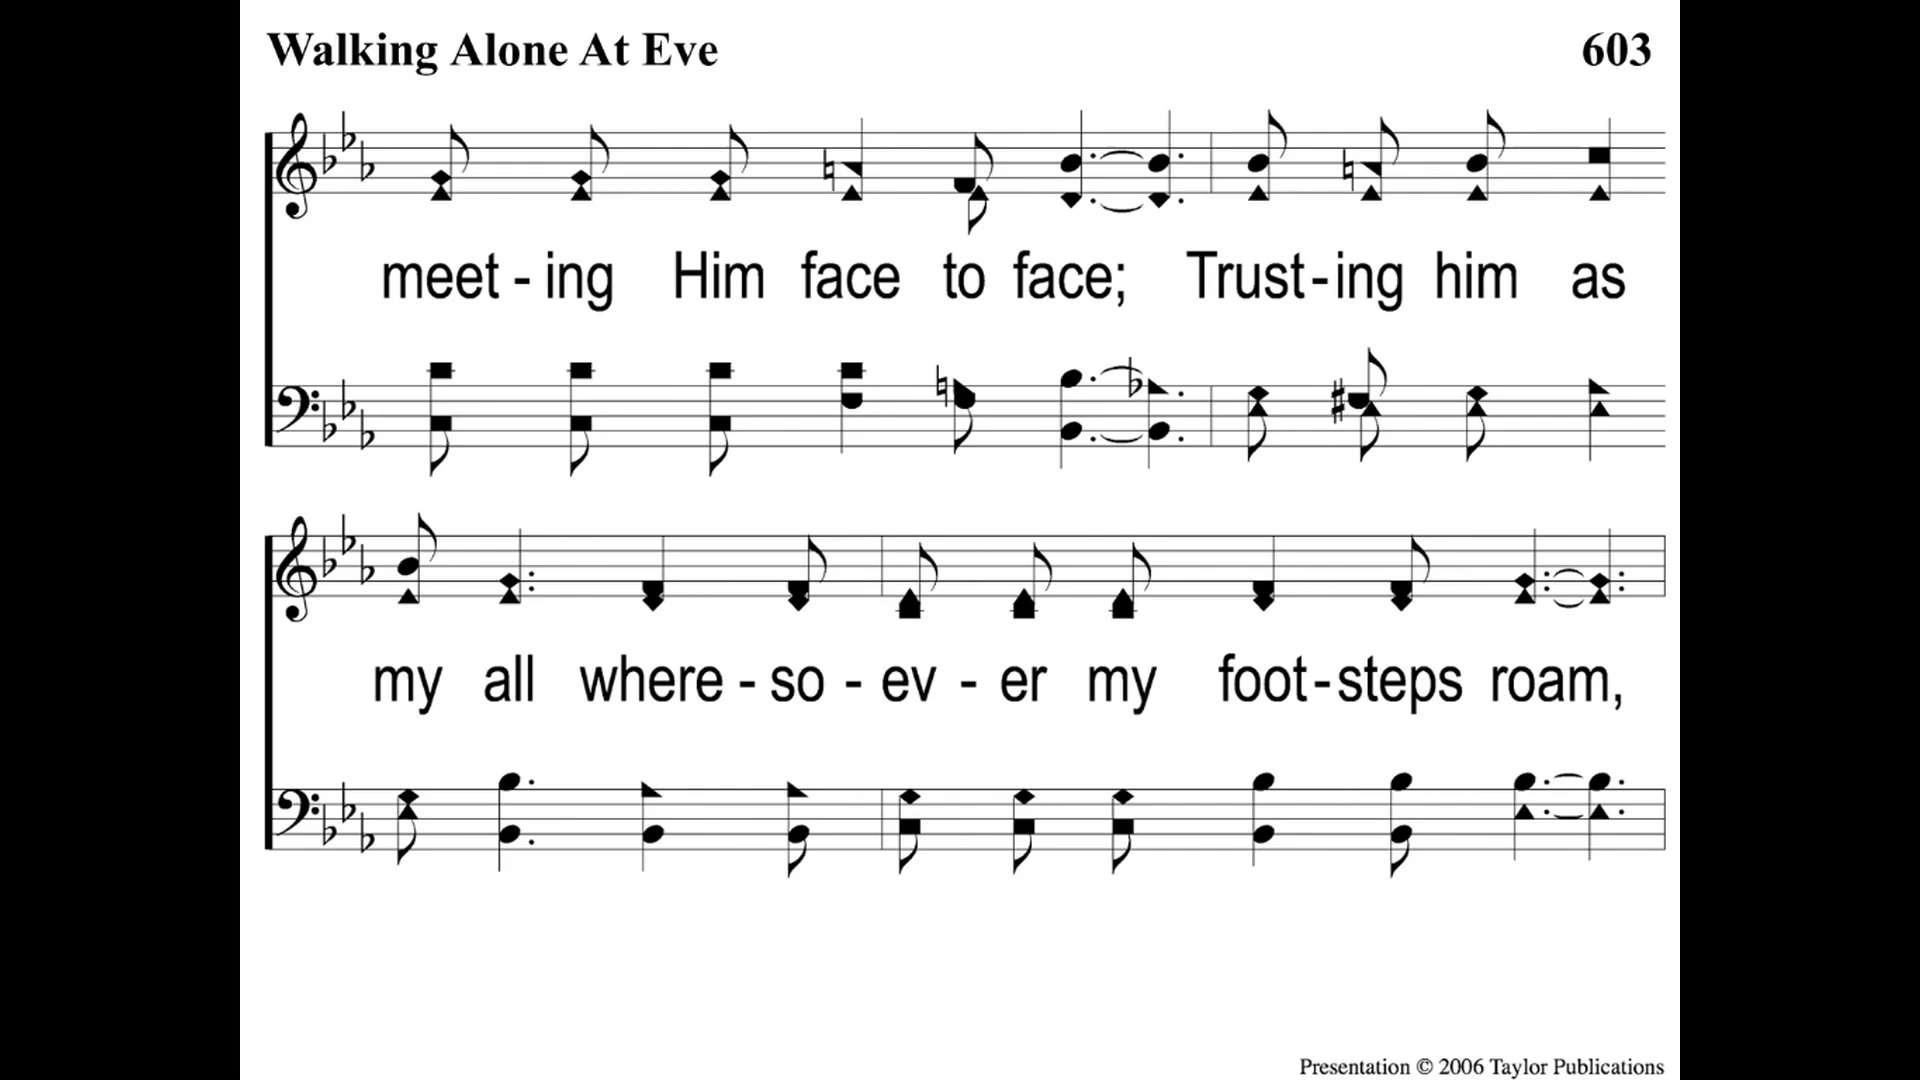 Walking Alone At Eve 603
meet - ing Him face to face; Trust-ing him as
my all where - so - ev - er my foot-steps roam,
Presentation © 2006 Taylor Publications